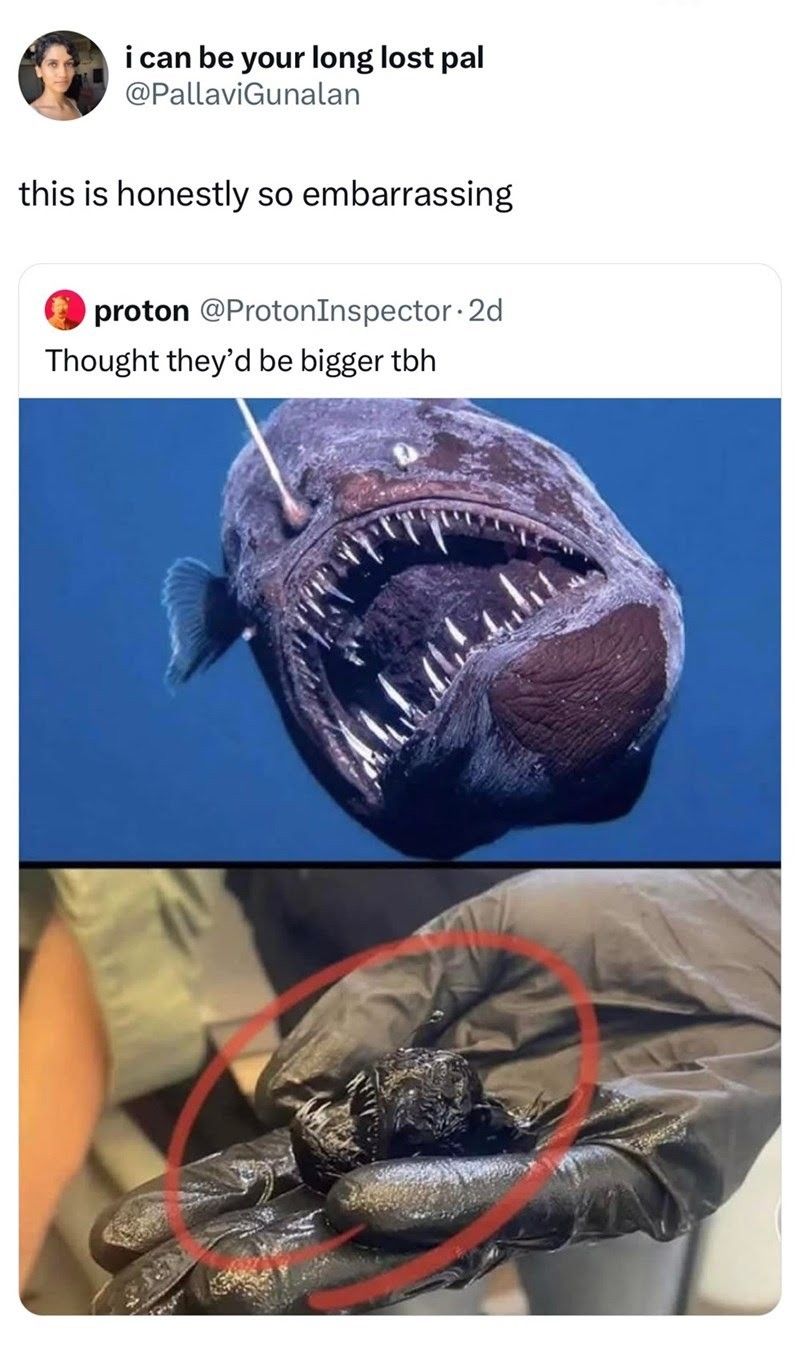 i can be your long lost pal
@PallaviGunalan
this is honestly so embarrassing
proton @ProtonInspector · 2d
Thought they’d be bigger tbh